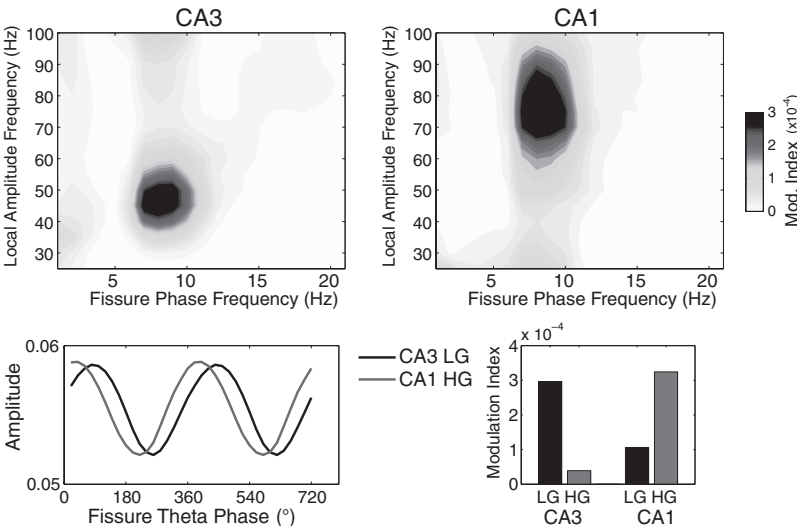 CA3
CA1
Local Amplitude Frequency (Hz)
100
90
80
70
60
50
40
30
5
10
15
20
Fissure Phase Frequency (Hz)
Local Amplitude Frequency (Hz)
100
90
80
70
60
50
40
30
5
10
15
20
Fissure Phase Frequency (Hz)
3
2
1
0
Mod. Index (x10⁻⁴)
Amplitude
0.06
0.05
0
180
360
540
720
Fissure Theta Phase (°)
CA3 LG
CA1 HG
Modulation Index
x 10⁻⁴
4
3
2
1
0
LG HG
LG HG
CA3
CA1